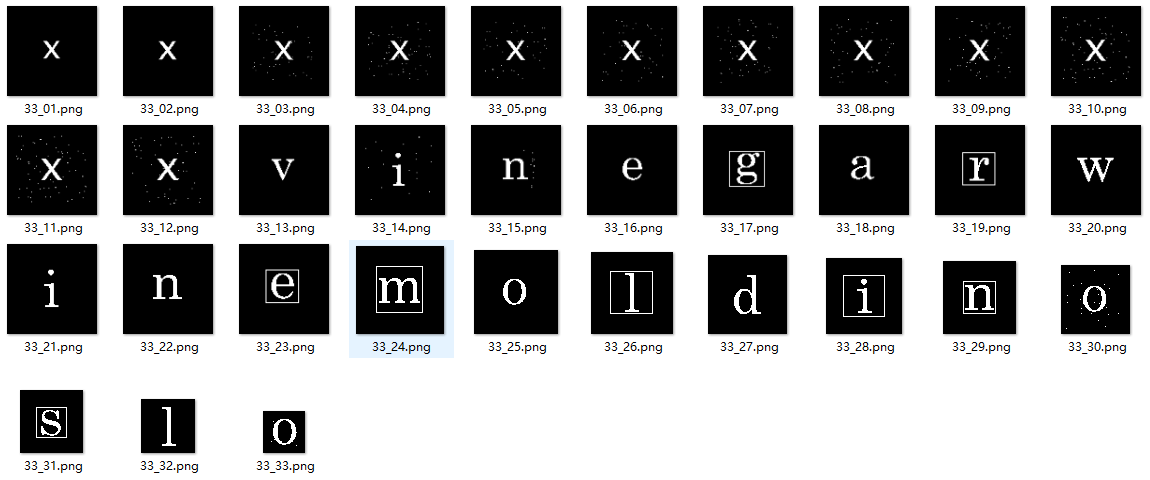 x x x x x x x x x x
33_01.png 33_02.png 33_03.png 33_04.png 33_05.png 33_06.png 33_07.png 33_08.png 33_09.png 33_10.png
x x v i n e g a r w
33_11.png 33_12.png 33_13.png 33_14.png 33_15.png 33_16.png 33_17.png 33_18.png 33_19.png 33_20.png
i n e m o l d i n o
33_21.png 33_22.png 33_23.png 33_24.png 33_25.png 33_26.png 33_27.png 33_28.png 33_29.png 33_30.png
s l o
33_31.png 33_32.png 33_33.png